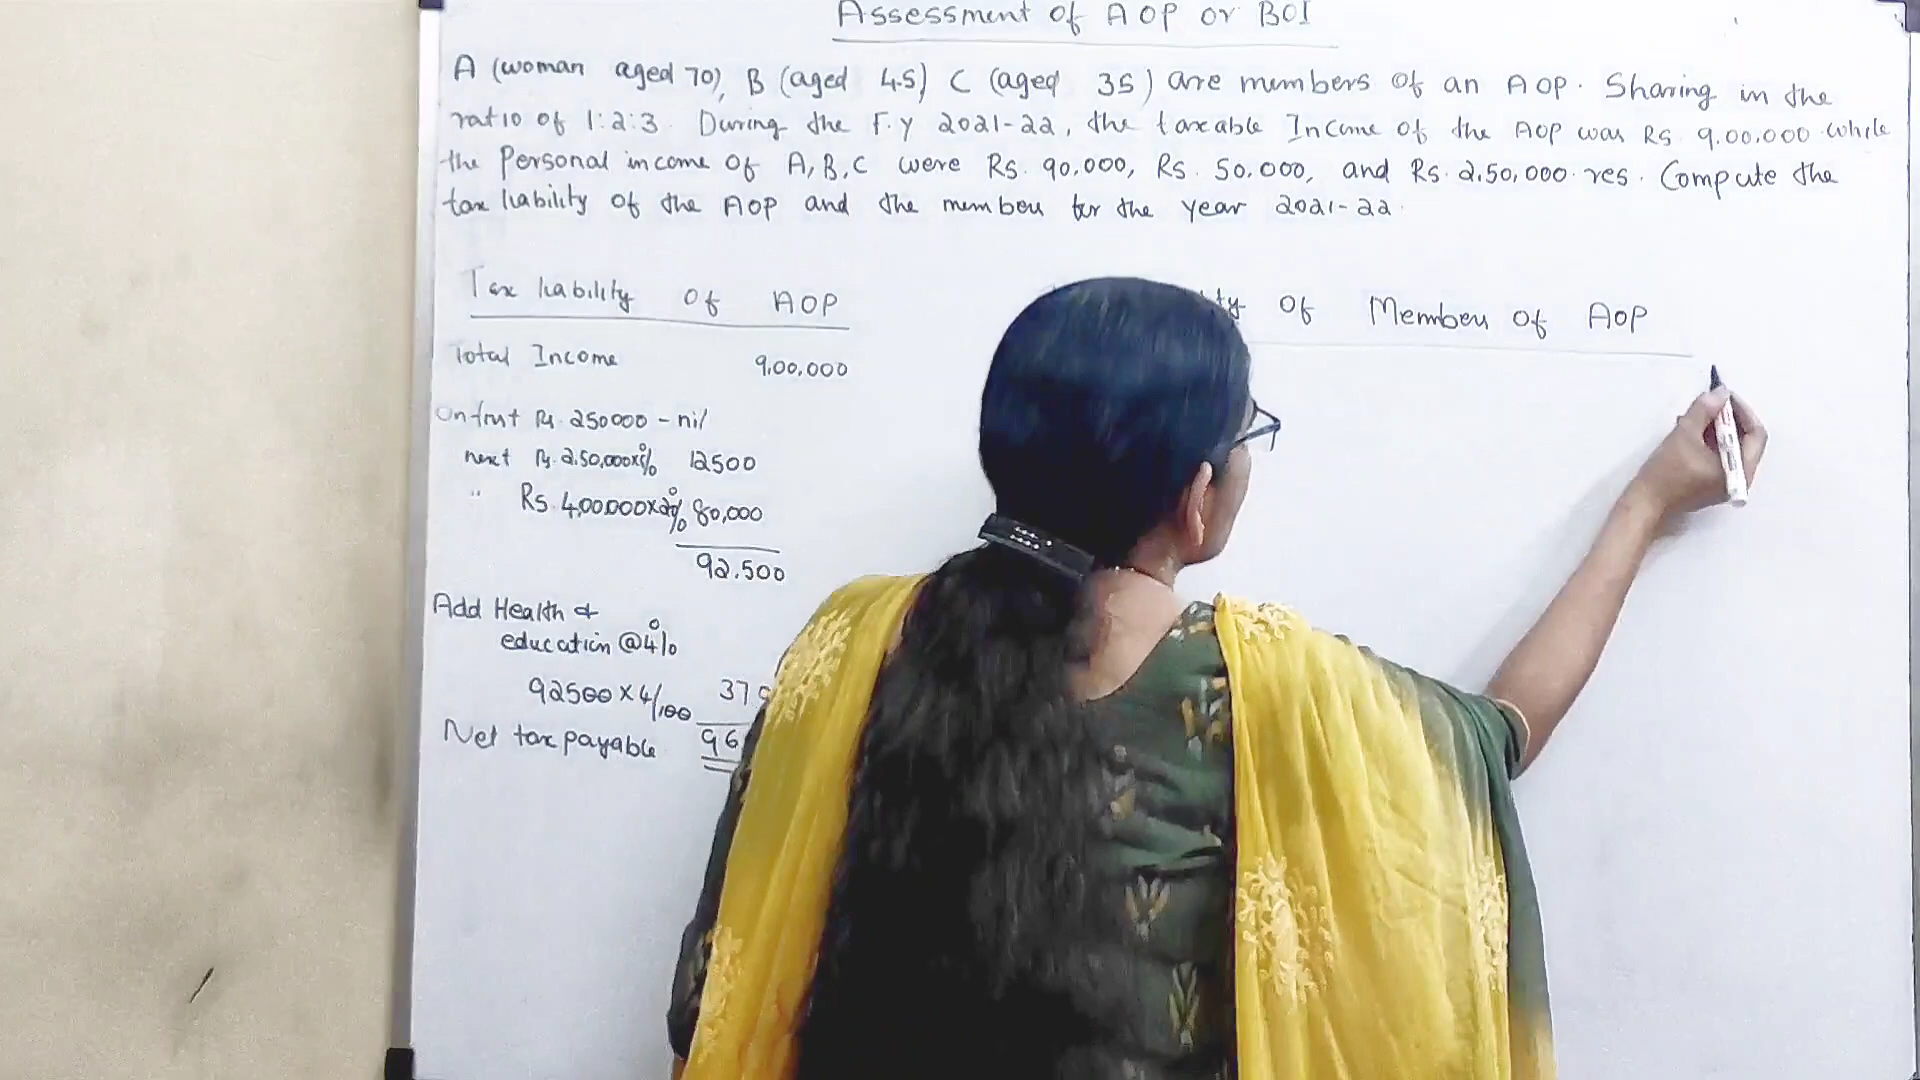 Assessment of AOP or BOI
A (woman aged 70), B (aged 45) C (aged 35) are members of an AOP. Sharing in the
ratio of 1:2:3. During the F.Y 2021-22, the taxable Income of the AOP was Rs. 9,00,000 while
the Personal income of A, B, C were Rs. 90,000, Rs. 50,000, and Rs. 2,50,000 res. Compute the
tax liability of the AOP and the members for the year 2021-22.
Tax liability of AOP
Total Income 9,00,000
On first Rs. 250000 - nil
next Rs. 2,50,000x5% 12500
" Rs. 4,00,000x20% 80,000
92,500
Add Health &
education @4%
92500 x 4/100 37
Net tax payable 96
ty of Members of AOP